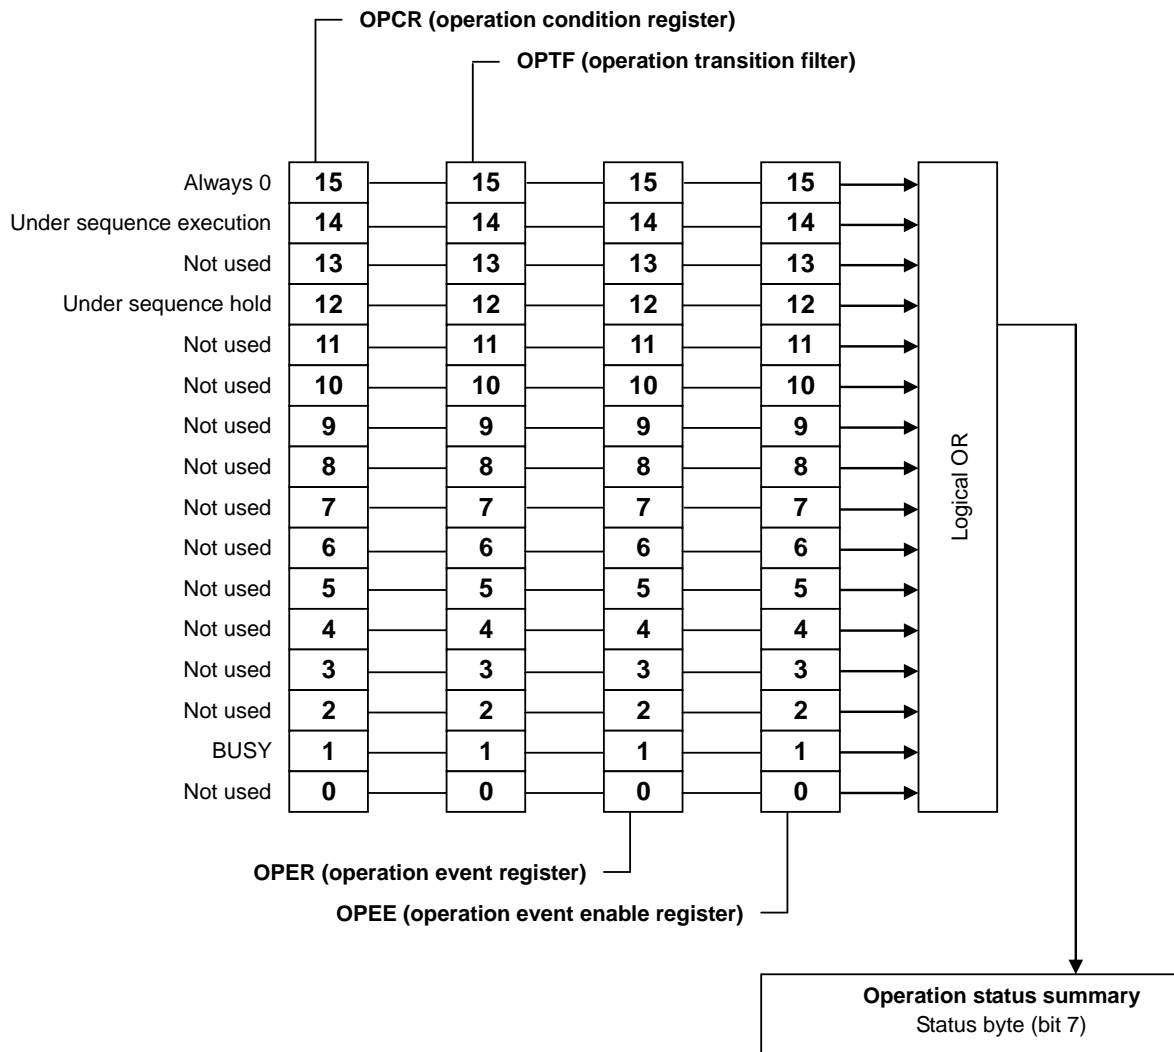 OPCR (operation condition register)
OPTF (operation transition filter)
Always 0 15 15 15 15
Under sequence execution 14 14 14 14
Not used 13 13 13 13
Under sequence hold 12 12 12 12
Not used 11 11 11 11
Not used 10 10 10 10
Not used 9 9 9 9
Not used 8 8 8 8
Not used 7 7 7 7
Not used 6 6 6 6
Not used 5 5 5 5
Not used 4 4 4 4
Not used 3 3 3 3
Not used 2 2 2 2
BUSY 1 1 1 1
Not used 0 0 0 0
Logical OR
OPER (operation event register)
OPEE (operation event enable register)
Operation status summary
Status byte (bit 7)